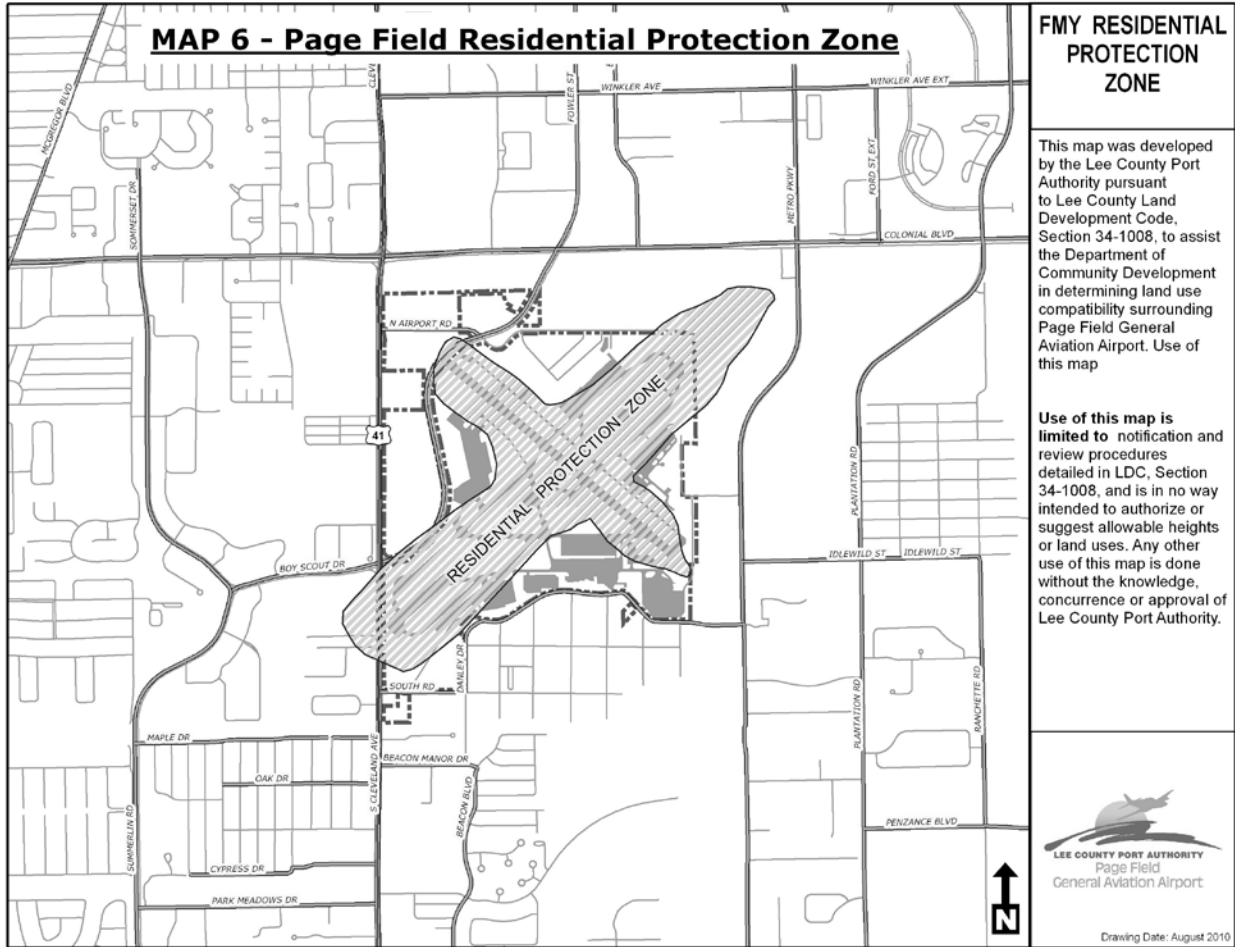 MAP 6 - Page Field Residential Protection Zone
FMY RESIDENTIAL
PROTECTION
ZONE
This map was developed
by the Lee County Port
Authority pursuant
to Lee County Land
Development Code,
Section 34-1008, to assist
the Department of
Community Development
in determining land use
compatibility surrounding
Page Field General
Aviation Airport. Use of
this map
Use of this map is
limited to notification and
review procedures
detailed in LDC, Section
34-1008, and is in no way
intended to authorize or
suggest allowable heights
or land uses. Any other
use of this map is done
without the knowledge,
concurrence or approval of
Lee County Port Authority.
LEE COUNTY PORT AUTHORITY
Page Field
General Aviation Airport
Drawing Date: August 2010
MCGREGOR BLVD
CLEV
FOWLER ST
WINKLER AVE
WINKLER AVE EXT
SOMMERSET DR
METRO PKWY
FORD ST EXT
COLONIAL BLVD
N AIRPORT RD
41
RESIDENTIAL PROTECTION ZONE
PLANTATION RD
BOY SCOUT DR
IDLEWILD ST
IDLEWILD ST
DANLEY DR
SOUTH RD
PLANTATION RD
RANCHETTE RD
MAPLE DR
BEACON MANOR DR
OAK DR
S CLEVELAND AVE
BEACON BLVD
SUMMERLIN RD
PENZANCE BLVD
CYPRESS DR
PARK MEADOWS DR
N